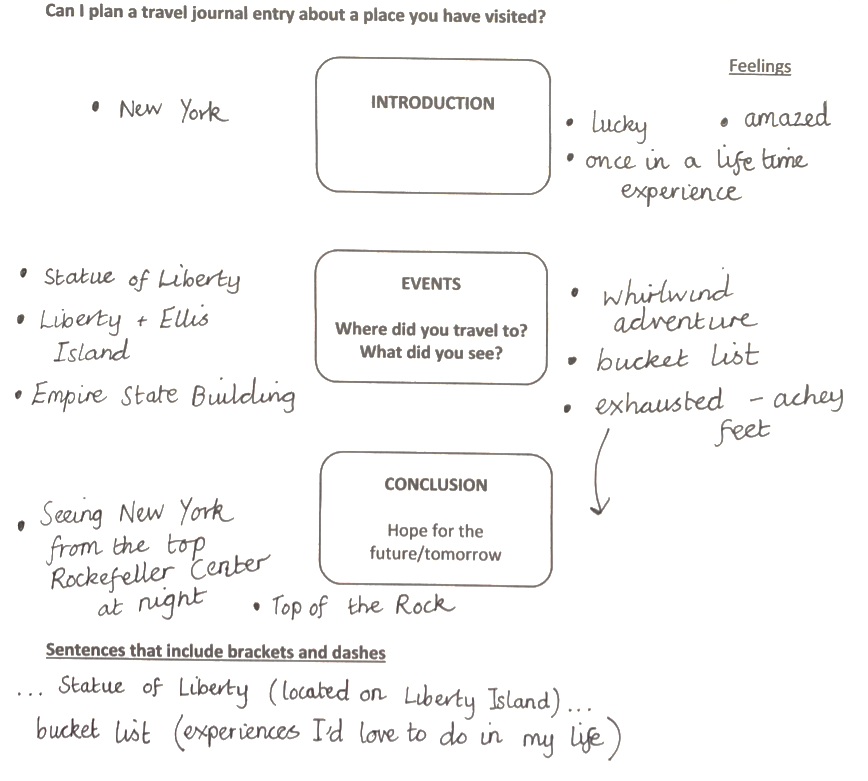 Can I plan a travel journal entry about a place you have visited?
Feelings
• New York
INTRODUCTION
• lucky
• amazed
• once in a life time
experience
• Statue of Liberty
• Liberty + Ellis
Island
• Empire State Building
EVENTS
Where did you travel to?
What did you see?
• whirlwind
adventure
• bucket list
• exhausted - achey
feet
• Seeing New York
from the top
Rockefeller Center
at night
• Top of the Rock
CONCLUSION
Hope for the
future/tomorrow
Sentences that include brackets and dashes
... Statue of Liberty (located on Liberty Island)...
bucket list (experiences I'd love to do in my life)